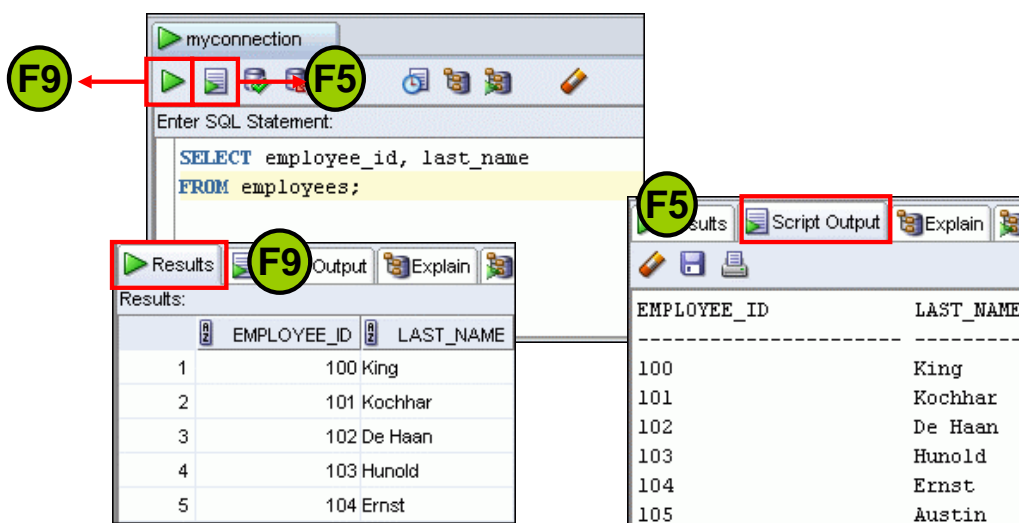 myconnection
F9
F5
Enter SQL Statement:
SELECT employee_id, last_name
FROM employees;
Results
F9
Output
Explain
Results:
EMPLOYEE_ID LAST_NAME
1 100 King
2 101 Kochhar
3 102 De Haan
4 103 Hunold
5 104 Ernst
F5
Script Output
Explain
EMPLOYEE_ID LAST_NAME
100 King
101 Kochhar
102 De Haan
103 Hunold
104 Ernst
105 Austin